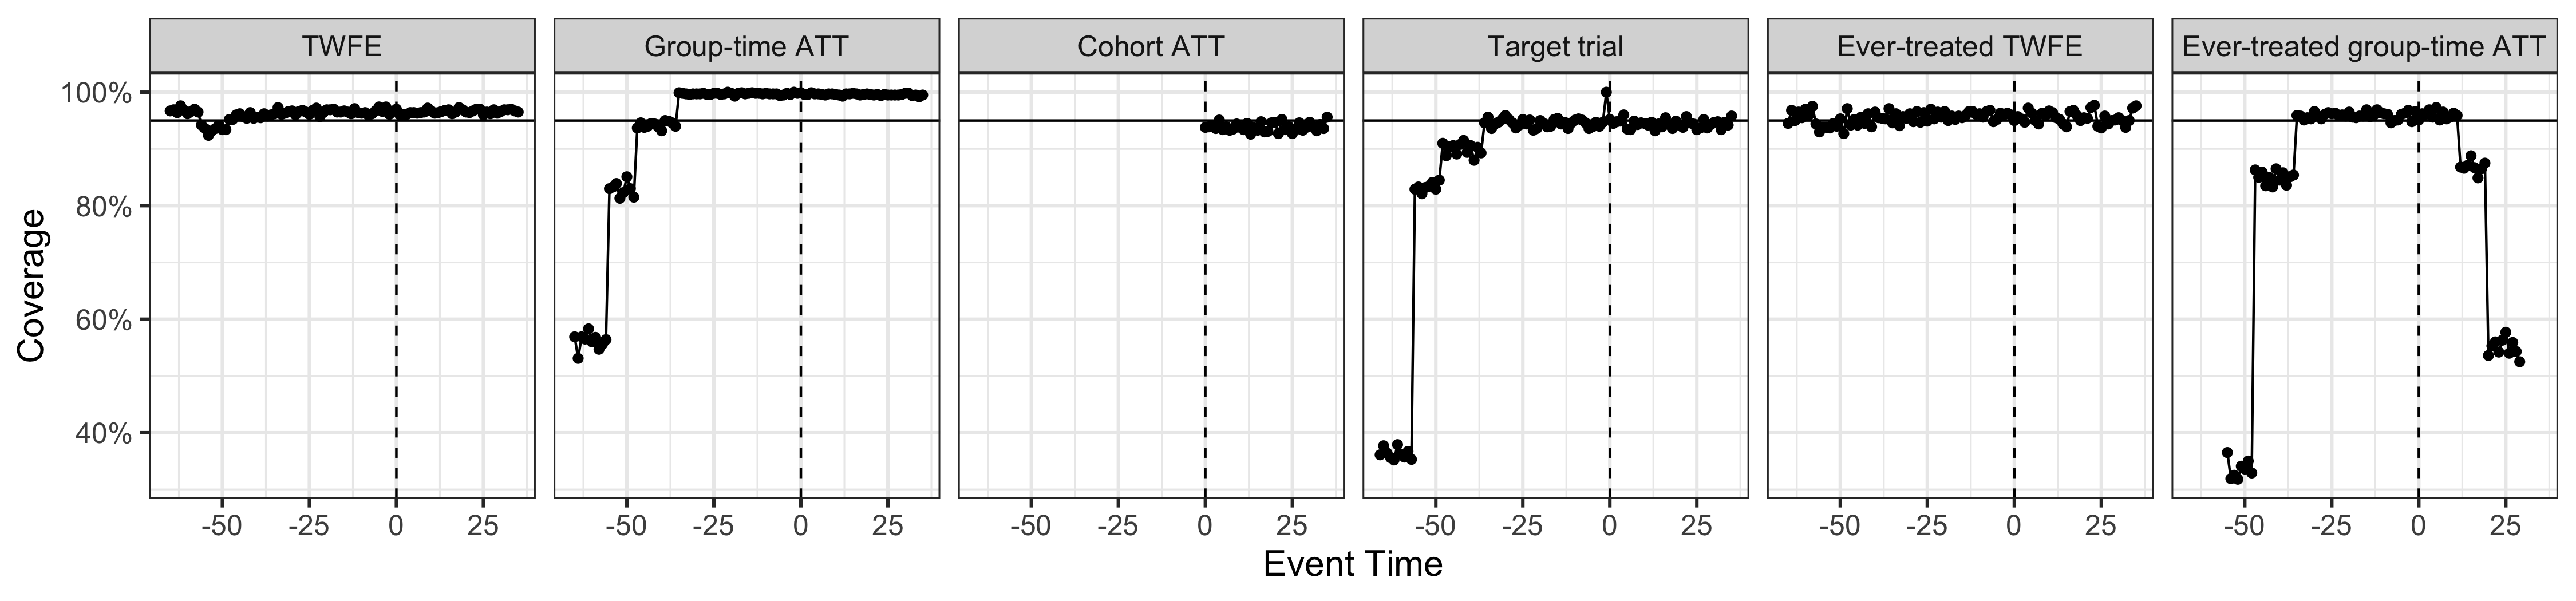 TWFE
Group-time ATT
Cohort ATT
Target trial
Ever-treated TWFE
Ever-treated group-time ATT
Coverage
100%
80%
60%
40%
-50 -25 0 25
-50 -25 0 25
-50 -25 0 25
-50 -25 0 25
-50 -25 0 25
-50 -25 0 25
Event Time